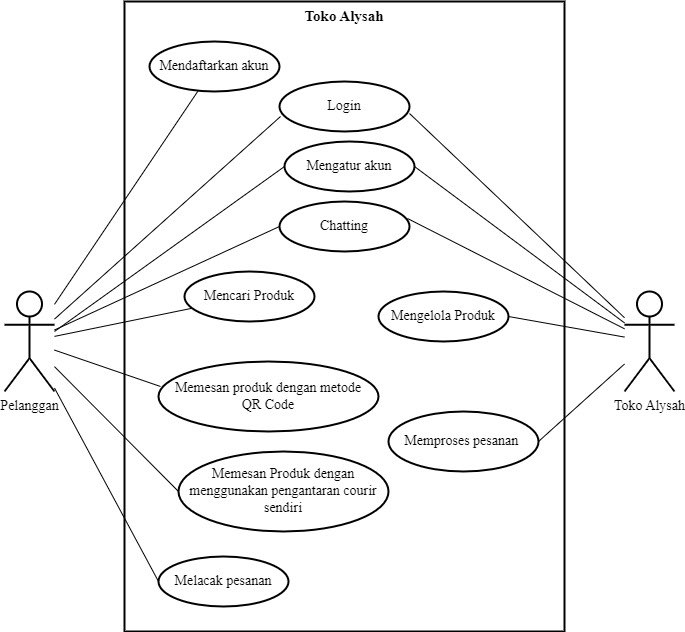 Toko Alysah
Mendaftarkan akun
Login
Mengatur akun
Chatting
Mencari Produk
Mengelola Produk
Memesan produk dengan metode
QR Code
Pelanggan
Toko Alysah
Memproses pesanan
Memesan Produk dengan
menggunakan pengantaran courir
sendiri
Melacak pesanan